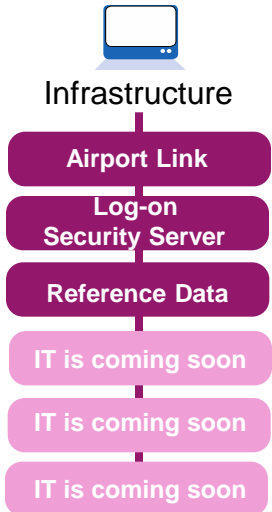 Infrastructure
Airport Link
Log-on
Security Server
Reference Data
IT is coming soon
IT is coming soon
IT is coming soon